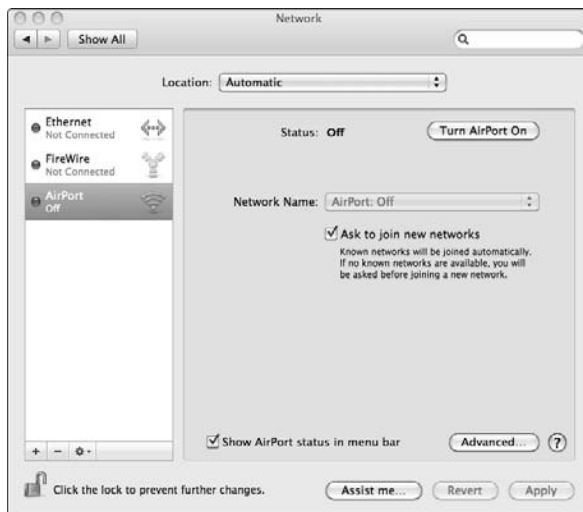 Network
Show All
Location: Automatic
Ethernet
Not Connected
FireWire
Not Connected
AirPort
Off
Status: Off
Turn AirPort On
Network Name: AirPort: Off
Ask to join new networks
Known networks will be joined automatically.
If no known networks are available, you will
be asked before joining a new network.
Show AirPort status in menu bar
Advanced...
?
Click the lock to prevent further changes.
Assist me...
Revert
Apply